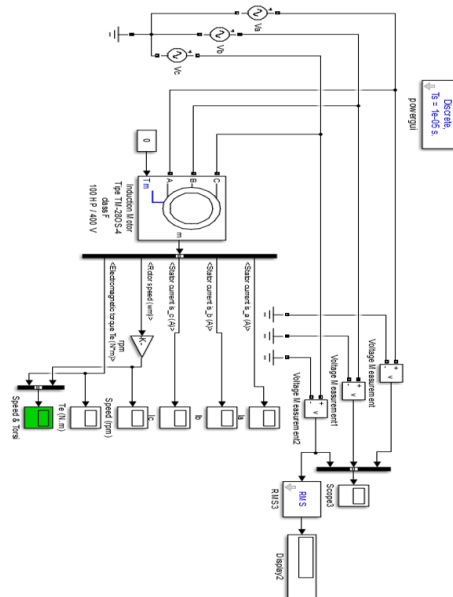 Discrete,
Ts = 1e-05 s.
powergui
Va
Vb
Vc
0
Tm
A
B
C
m
Induction Motor
Tipe TM-280S-4
class F
100 HP / 400 V
<Stator current is_a (A)>
<Stator current is_b (A)>
<Stator current is_c (A)>
<Rotor speed (wm)>
<Electromagnetic torque Te (N*m)>
-K-
rpm
Ia
Ib
Ic
Speed (rpm)
Te (N.m)
Speed & Torsi
+
-
v
Voltage Measurement
+
-
v
Voltage Measurement1
+
-
v
Voltage Measurement2
Scope3
RMS
RMS3
Display2